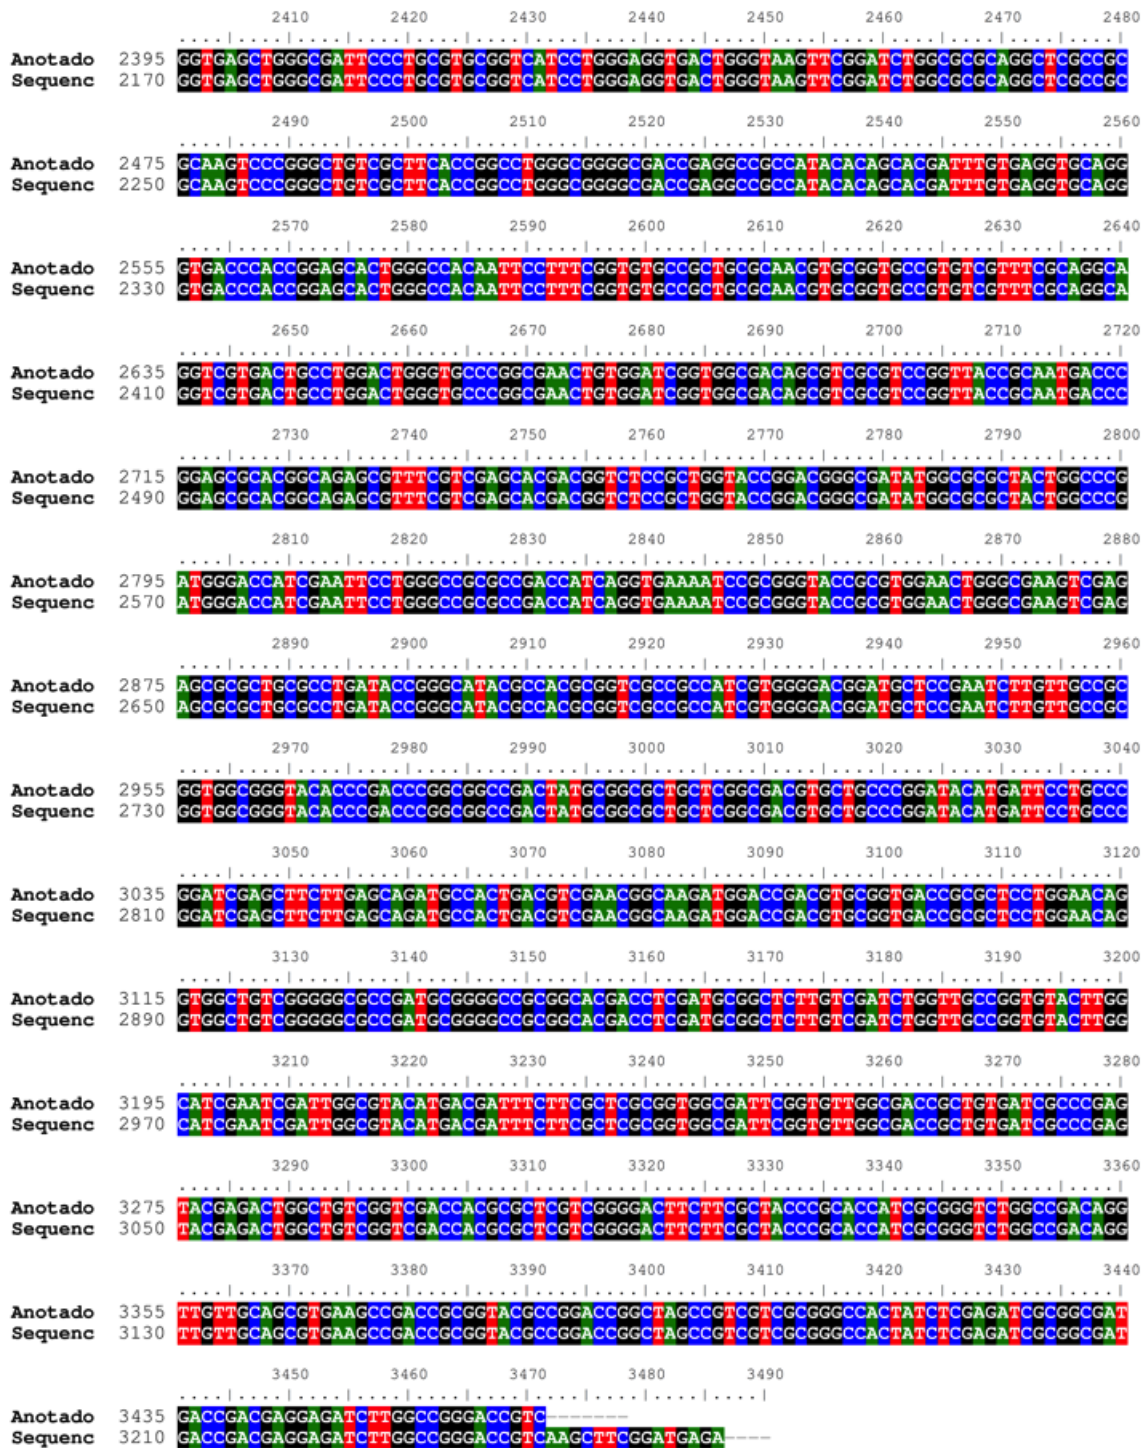 2410 2420 2430 2440 2450 2460 2470 2480
Anotado 2395 GGTGAGCTGGGCGATTCCCTGCGTGCGGTCATCCTGGGAGGTGACTGGGTAAGTTCGGATCTGGCGCGCAGGCTCGCCGC
Sequenc 2170 GGTGAGCTGGGCGATTCCCTGCGTGCGGTCATCCTGGGAGGTGACTGGGTAAGTTCGGATCTGGCGCGCAGGCTCGCCGC
2490 2500 2510 2520 2530 2540 2550 2560
Anotado 2475 GCAAGTCCCGGGCTGTCGCTTCACCGGCCTGGGCGGGGCGACCGAGGCCGCCATACACAGCACGATTTGTGAGGTGCAGG
Sequenc 2250 GCAAGTCCCGGGCTGTCGCTTCACCGGCCTGGGCGGGGCGACCGAGGCCGCCATACACAGCACGATTTGTGAGGTGCAGG
2570 2580 2590 2600 2610 2620 2630 2640
Anotado 2555 GTGACCCACCGGAGCACTGGGCCACAATTCCTTTCGGTGTGCCGCTGCGCAACGTGCGGTGCCGTGTCGTTTCGCAGGCA
Sequenc 2330 GTGACCCACCGGAGCACTGGGCCACAATTCCTTTCGGTGTGCCGCTGCGCAACGTGCGGTGCCGTGTCGTTTCGCAGGCA
2650 2660 2670 2680 2690 2700 2710 2720
Anotado 2635 GGTCGTGACTGCCTGGACTGGGTGCCCGGCGAACTGTGGATCGGTGGCGACAGCGTCGCGTCCGGTTACCGCAATGACCC
Sequenc 2410 GGTCGTGACTGCCTGGACTGGGTGCCCGGCGAACTGTGGATCGGTGGCGACAGCGTCGCGTCCGGTTACCGCAATGACCC
2730 2740 2750 2760 2770 2780 2790 2800
Anotado 2715 GGAGCGCACGGCAGAGCGTTTCGTCGAGCACGACGGTCTCCGCTGGTACCGGACGGGCGATATGGCGCGCTACTGGCCCG
Sequenc 2490 GGAGCGCACGGCAGAGCGTTTCGTCGAGCACGACGGTCTCCGCTGGTACCGGACGGGCGATATGGCGCGCTACTGGCCCG
2810 2820 2830 2840 2850 2860 2870 2880
Anotado 2795 ATGGGACCATCGAATTCCTGGGCCGCGCCGACCATCAGGTGAAAATCCGCGGGTACCGCGTGGAACTGGGCGAAGTCGAG
Sequenc 2570 ATGGGACCATCGAATTCCTGGGCCGCGCCGACCATCAGGTGAAAATCCGCGGGTACCGCGTGGAACTGGGCGAAGTCGAG
2890 2900 2910 2920 2930 2940 2950 2960
Anotado 2875 AGCGCGCTGCGCCTGATACCGGGCATACGCCACGCGGTCGCCGCCATCGTGGGGACGGATGCTCCGAATCTTGTTGCCGC
Sequenc 2650 AGCGCGCTGCGCCTGATACCGGGCATACGCCACGCGGTCGCCGCCATCGTGGGGACGGATGCTCCGAATCTTGTTGCCGC
2970 2980 2990 3000 3010 3020 3030 3040
Anotado 2955 GGTGGCGGGTACACCCGACCCGGCGGCCGACTATGCGGCGCTGCTCGGCGACGTGCTGCCCGGATACATGATTCCTGCCC
Sequenc 2730 GGTGGCGGGTACACCCGACCCGGCGGCCGACTATGCGGCGCTGCTCGGCGACGTGCTGCCCGGATACATGATTCCTGCCC
3050 3060 3070 3080 3090 3100 3110 3120
Anotado 3035 GGATCGAGCTTCTTGAGCAGATGCCACTGACGTCGAACGGCAAGATGGACCGACGTGCGGTGACCGCGCTCCTGGAACAG
Sequenc 2810 GGATCGAGCTTCTTGAGCAGATGCCACTGACGTCGAACGGCAAGATGGACCGACGTGCGGTGACCGCGCTCCTGGAACAG
3130 3140 3150 3160 3170 3180 3190 3200
Anotado 3115 GTGGCTGTCGGGGGCGCCGATGCGGGGCCGCGGCACGACCTCGATGCGGCTCTTGTCGATCTGGTTGCCGGTGTACTTGG
Sequenc 2890 GTGGCTGTCGGGGGCGCCGATGCGGGGCCGCGGCACGACCTCGATGCGGCTCTTGTCGATCTGGTTGCCGGTGTACTTGG
3210 3220 3230 3240 3250 3260 3270 3280
Anotado 3195 CATCGAATCGATTGGCGTACATGACGATTTCTTCGCTCGCGGTGGCGATTCGGTGTTGGCGACCGCTGTGATCGCCCGAG
Sequenc 2970 CATCGAATCGATTGGCGTACATGACGATTTCTTCGCTCGCGGTGGCGATTCGGTGTTGGCGACCGCTGTGATCGCCCGAG
3290 3300 3310 3320 3330 3340 3350 3360
Anotado 3275 TACGAGACTGGCTGTCGGTCGACCACGCGCTCGTCGGGGACTTCTTCGCTACCCGCACCATCGCGGGTCTGGCCGACAGG
Sequenc 3050 TACGAGACTGGCTGTCGGTCGACCACGCGCTCGTCGGGGACTTCTTCGCTACCCGCACCATCGCGGGTCTGGCCGACAGG
3370 3380 3390 3400 3410 3420 3430 3440
Anotado 3355 TTGTTGCAGCGTGAAGCCGACCGCGGTACGCCGGACCGGCTAGCCGTCGTCGCGGGCCACTATCTCGAGATCGCGGCGAT
Sequenc 3130 TTGTTGCAGCGTGAAGCCGACCGCGGTACGCCGGACCGGCTAGCCGTCGTCGCGGGCCACTATCTCGAGATCGCGGCGAT
3450 3460 3470 3480 3490
Anotado 3435 GACCGACGAGGAGATCTTGGCCGGGACCGTC-------
Sequenc 3210 GACCGACGAGGAGATCTTGGCCGGGACCGTCAAGCTTCGGATGAGA----